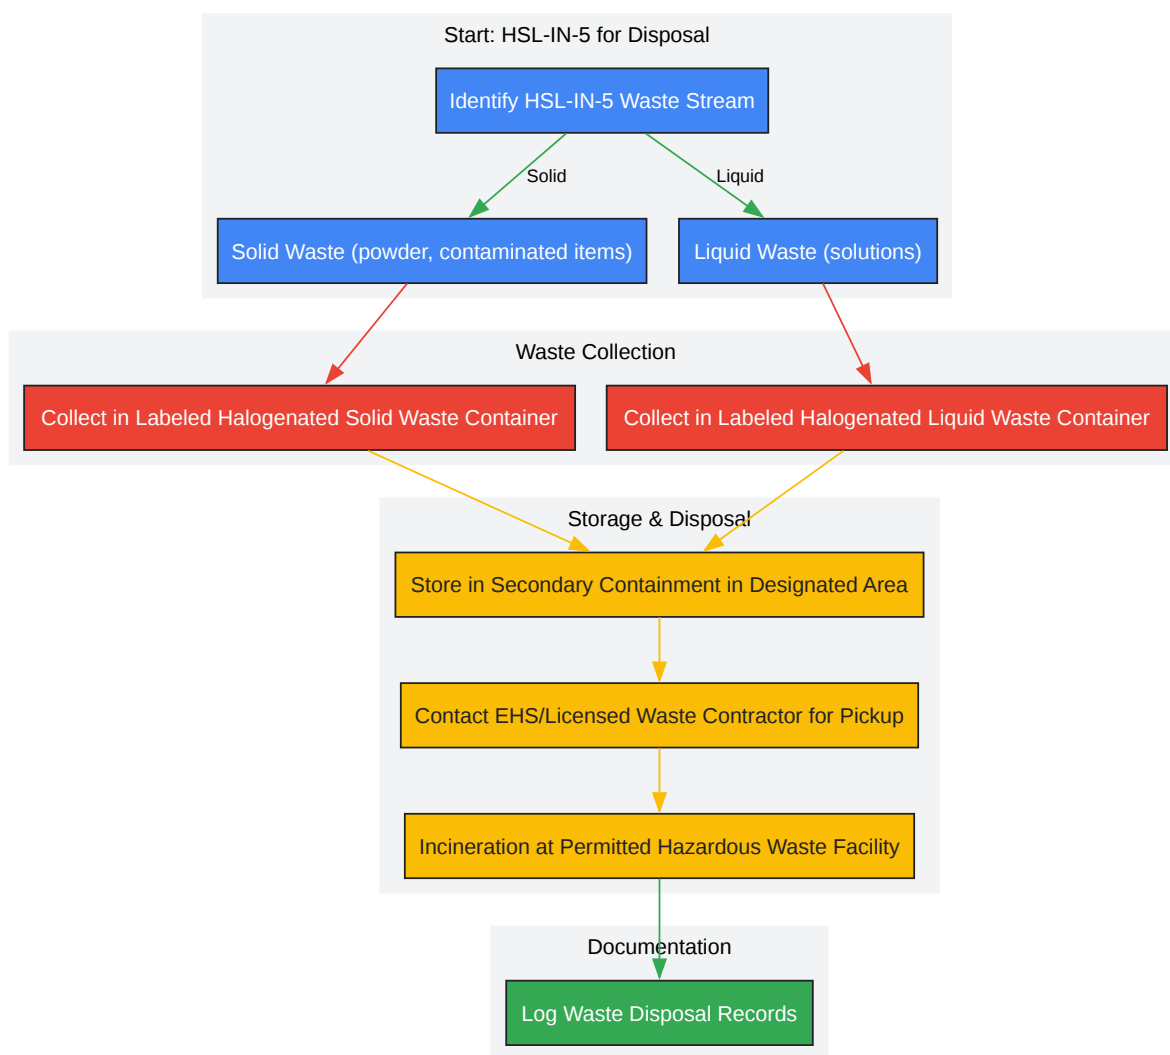 Start: HSL-IN-5 for Disposal
Identify HSL-IN-5 Waste Stream
Solid
Liquid
Solid Waste (powder, contaminated items)
Liquid Waste (solutions)
Waste Collection
Collect in Labeled Halogenated Solid Waste Container
Collect in Labeled Halogenated Liquid Waste Container
Storage & Disposal
Store in Secondary Containment in Designated Area
Contact EHS/Licensed Waste Contractor for Pickup
Incineration at Permitted Hazardous Waste Facility
Documentation
Log Waste Disposal Records